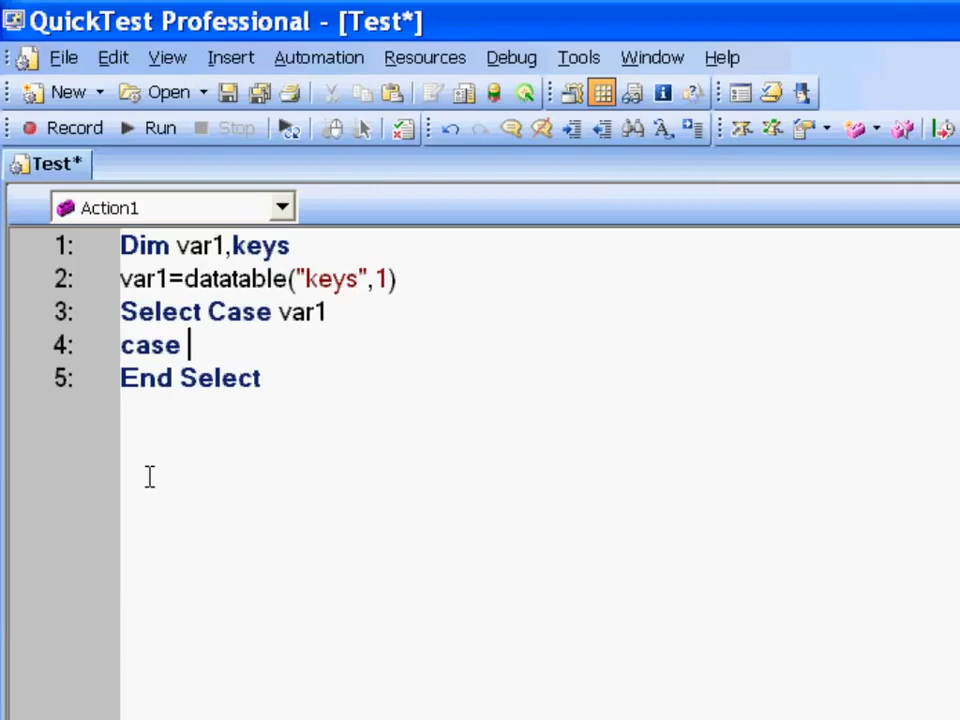 QuickTest Professional - [Test*]
File Edit View Insert Automation Resources Debug Tools Window Help
New Open
Record Run Stop
Test*
Action1
1: Dim var1,keys
2: var1=datatable("keys",1)
3: Select Case var1
4: case
5: End Select